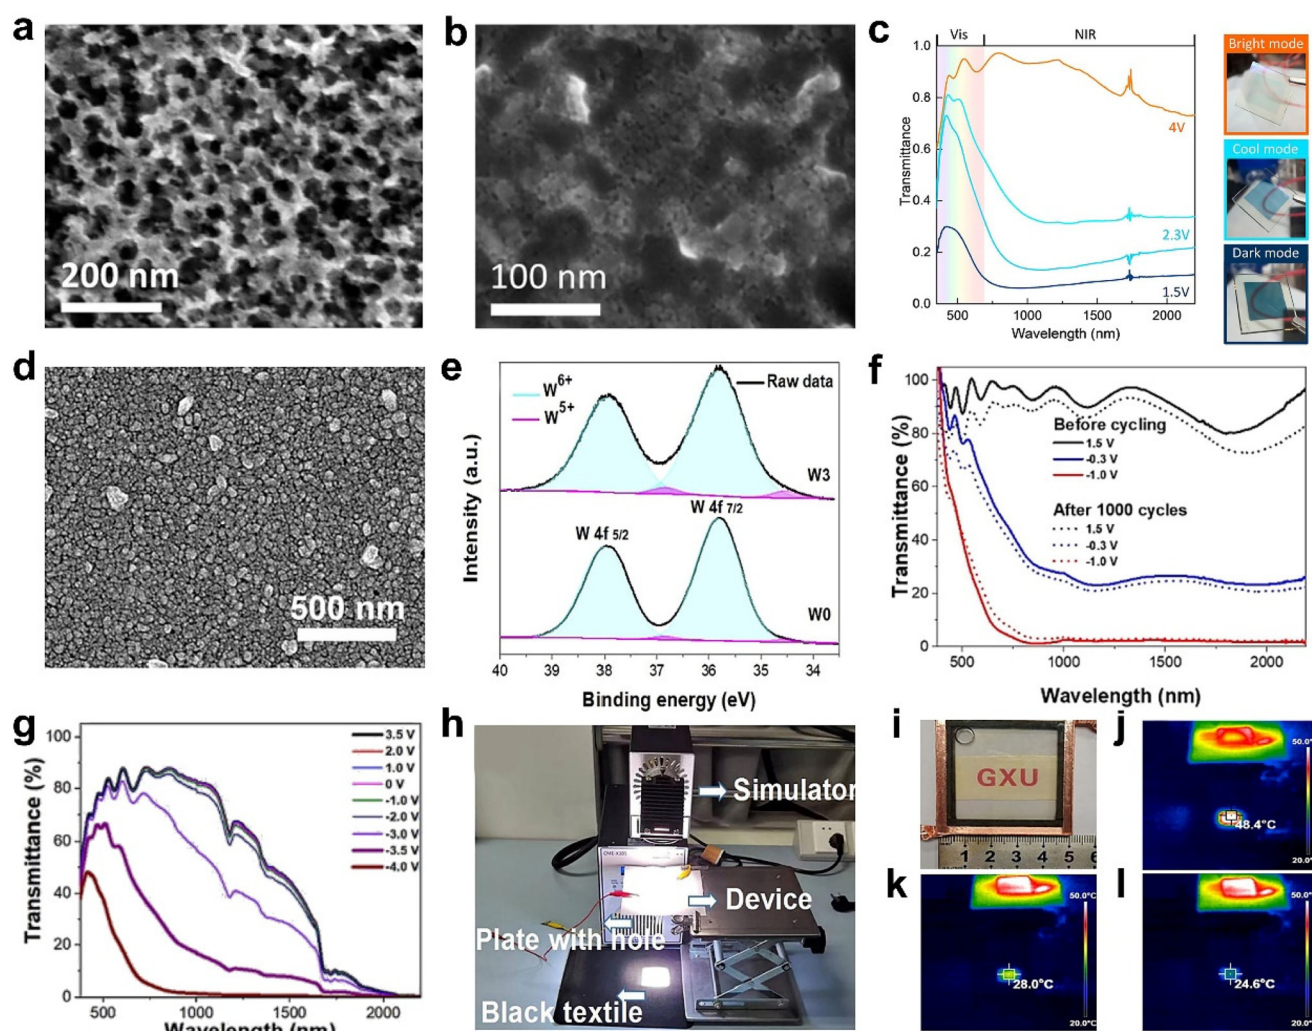 a
200 nm
b
100 nm
c
Vis
NIR
1.0
0.8
0.6
0.4
0.2
0.0
Transmittance
4V
2.3V
1.5V
500
1000
1500
2000
Wavelength (nm)
Bright mode
Cool mode
Dark mode
d
500 nm
e
W6+
W5+
Raw data
W3
W 4f 5/2
W 4f 7/2
W0
Intensity (a.u.)
40
39
38
37
36
35
34
Binding energy (eV)
f
100
80
60
40
20
0
Transmittance (%)
Before cycling
1.5 V
-0.3 V
-1.0 V
After 1000 cycles
1.5 V
-0.3 V
-1.0 V
500
1000
1500
2000
Wavelength (nm)
g
100
80
60
40
20
0
Transmittance (%)
3.5 V
2.0 V
1.0 V
0 V
-1.0 V
-2.0 V
-3.0 V
-3.5 V
-4.0 V
500
1000
1500
2000
Wavelength (nm)
h
Simulator
Device
Plate with hole
Black textile
i
GXU
1 2 3 4 5 6
j
50.0°
48.4°C
20.0°
k
50.0°C
28.0°C
20.0°C
l
50.0°
24.6°C
20.0°